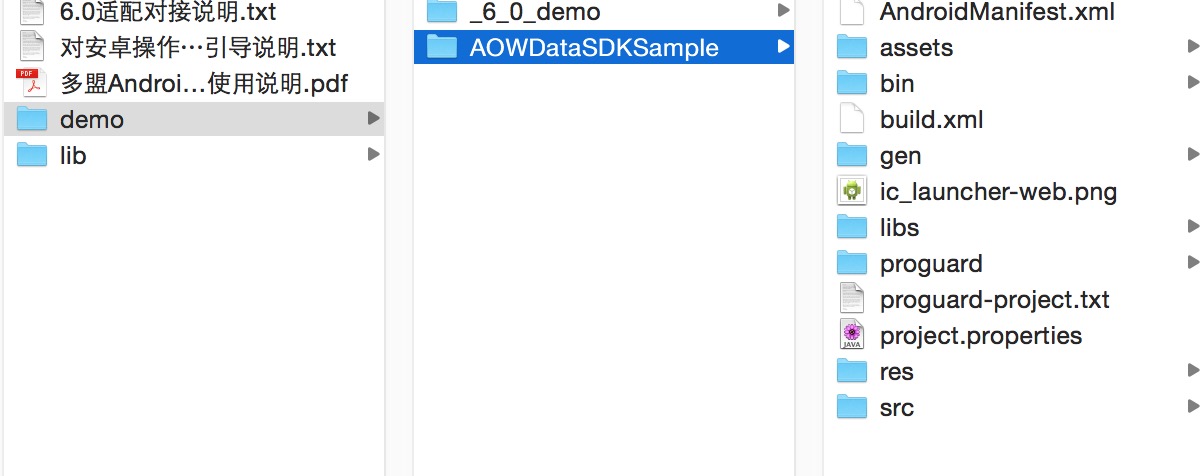 6.0适配对接说明.txt
对安卓操作…引导说明.txt
多盟Androi…使用说明.pdf
demo
lib
_6_0_demo
AOWDataSDKSample
AndroidManifest.xml
assets
bin
build.xml
gen
ic_launcher-web.png
libs
proguard
proguard-project.txt
project.properties
res
src
PDF
JAVA